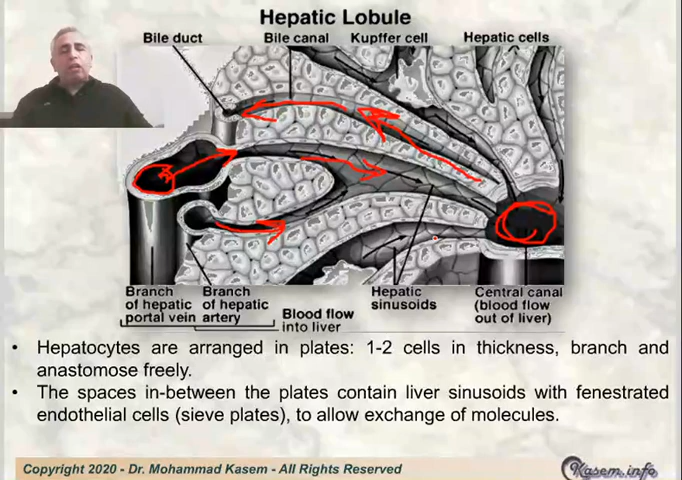 Hepatic Lobule
Bile duct
Bile canal
Kupffer cell
Hepatic cells
Branch
of hepatic
portal vein
Branch
of hepatic
artery
Blood flow
into liver
Hepatic
sinusoids
Central canal
(blood flow
out of liver)
• Hepatocytes are arranged in plates: 1-2 cells in thickness, branch and
anastomose freely.
• The spaces in-between the plates contain liver sinusoids with fenestrated
endothelial cells (sieve plates), to allow exchange of molecules.
Copyright 2020 - Dr. Mohammad Kasem - All Rights Reserved
Kasem.info